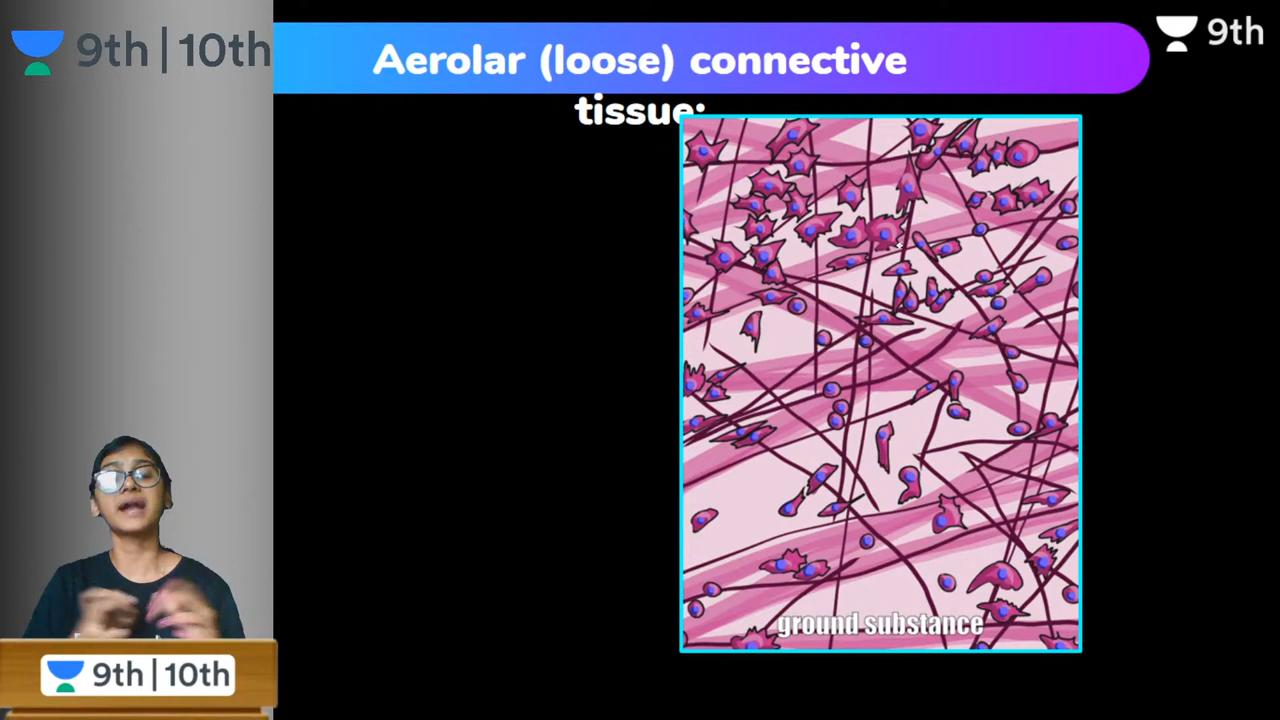 9th | 10th
Aerolar (loose) connective
tissue:
9th
ground substance
9th | 10th